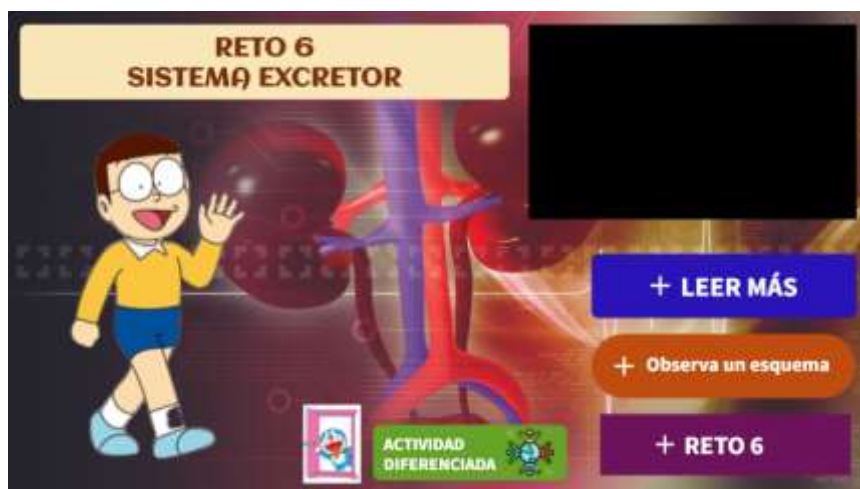 RETO 6
SISTEMA EXCRETOR
+ LEER MÁS
+ Observa un esquema
ACTIVIDAD
DIFERENCIADA
+ RETO 6